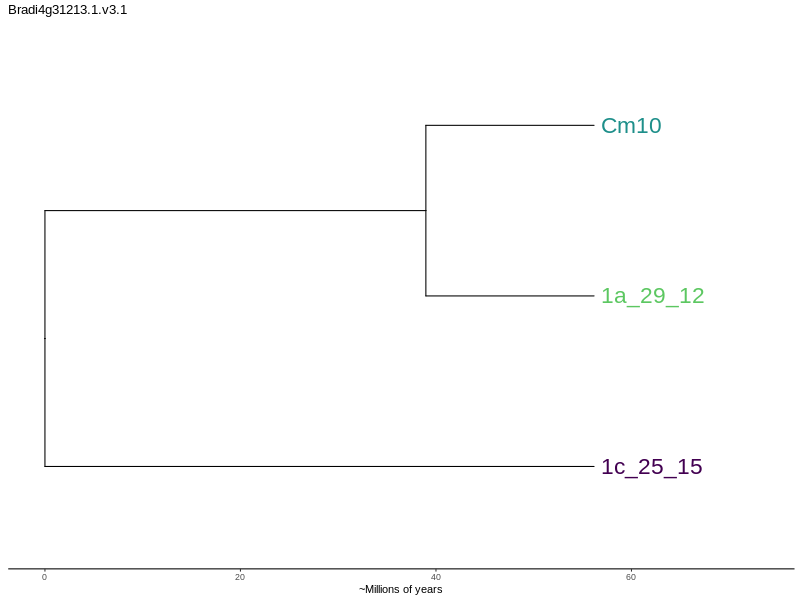 Bradi4g31213.1.v3.1
Cm10
1a_29_12
1c_25_15
0 20 40 60
~Millions of years